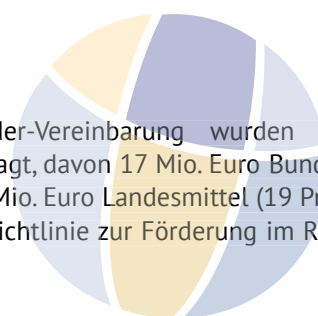 der-Vereinbarung wurden
agt, davon 17 Mio. Euro Bund
Mio. Euro Landesmittel (19 Pr
ichtlinie zur Förderung im R